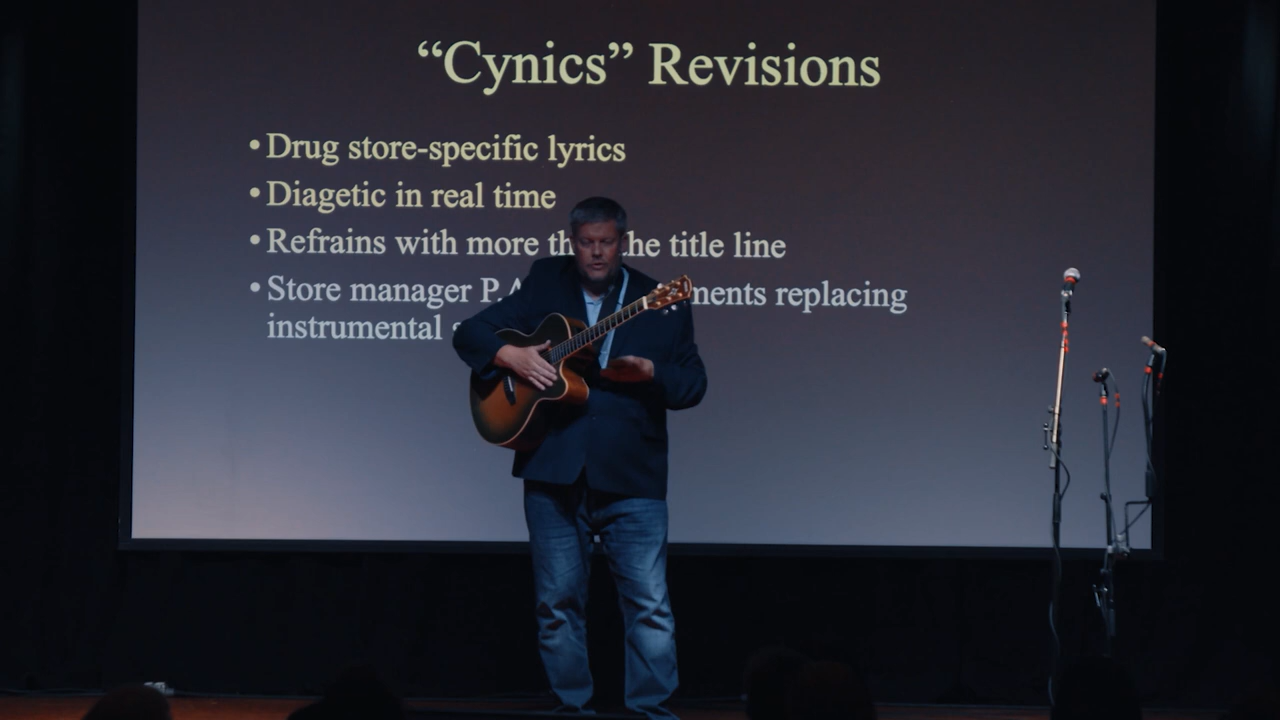 “Cynics” Revisions
• Drug store-specific lyrics
• Diagetic in real time
• Refrains with more the title line
• Store manager P.A replacing
instrumental